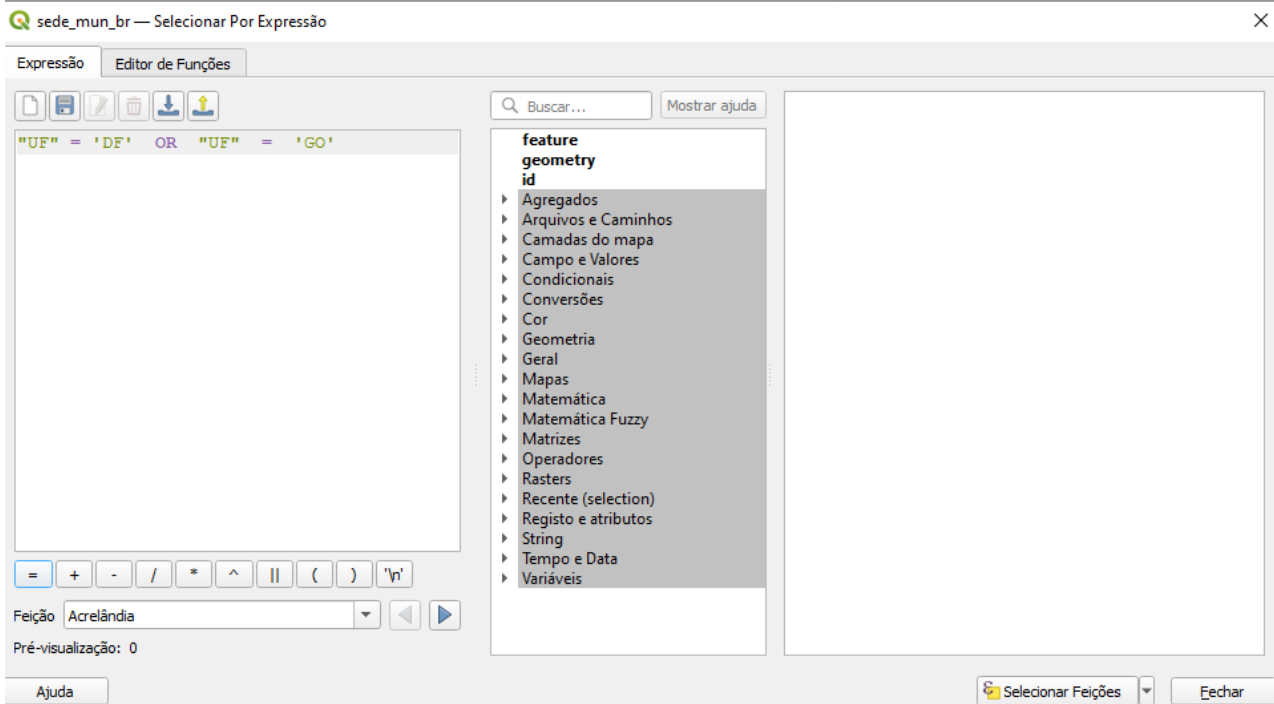 sede_mun_br — Selecionar Por Expressão
Expressão
Editor de Funções
"UF" = 'DF' OR "UF" = 'GO'
= + - / * ^ || ( ) '\n'
Feição Acrelândia
Pré-visualização: 0
Buscar...
Mostrar ajuda
feature
geometry
id
Agregados
Arquivos e Caminhos
Camadas do mapa
Campo e Valores
Condicionais
Conversões
Cor
Geometria
Geral
Mapas
Matemática
Matemática Fuzzy
Matrizes
Operadores
Rasters
Recente (selection)
Registo e atributos
String
Tempo e Data
Variáveis
Ajuda
Selecionar Feições
Fechar